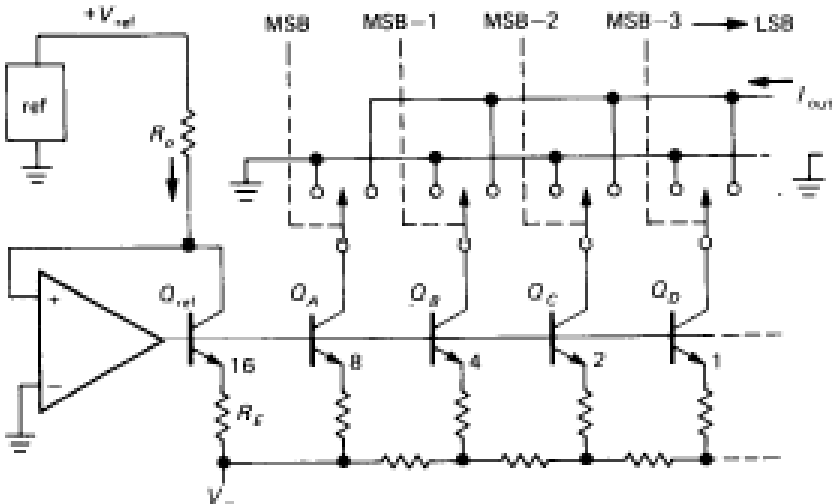 +V_ref
MSB
MSB−1
MSB−2
MSB−3
LSB
ref
R_o
I_out
+
−
Q_ref
Q_A
Q_B
Q_C
Q_D
16
8
4
2
1
R_E
V_